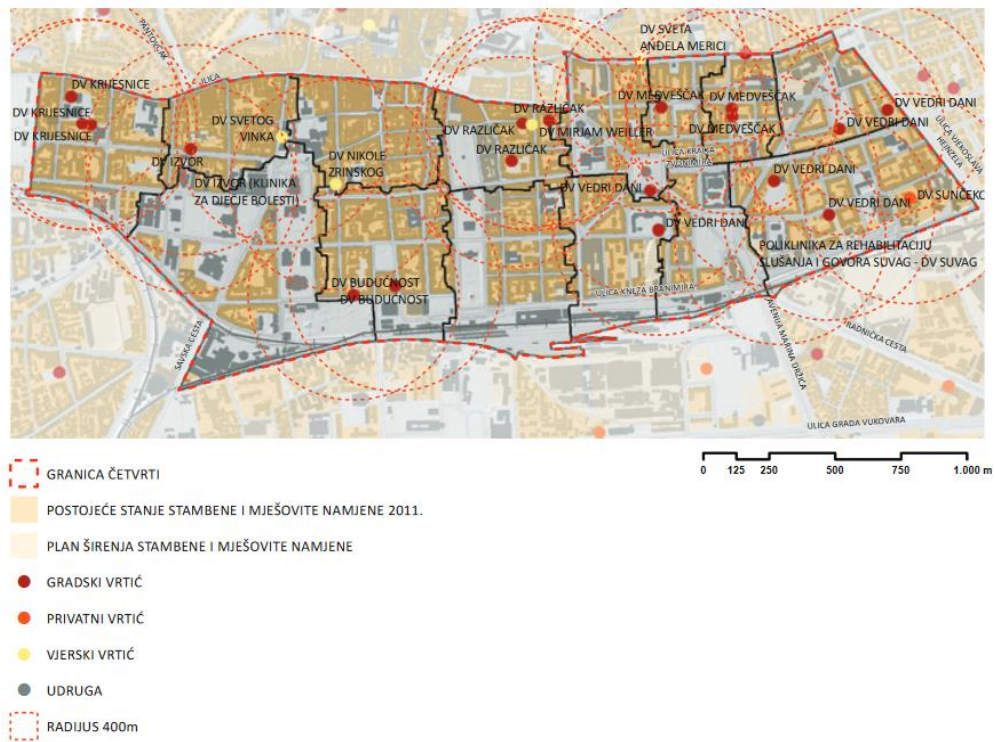 PANTOVČAK
ILICA
DV SVETA
ANĐELA MERICI
DV KRIJESNICE
DV KRIJESNICE
DV KRIJESNICE
DV SVETOG
VINKA
DV IZVOR
DV IZVOR (KLINIKA
ZA DJEČJE BOLESTI)
DV NIKOLE
ZRINSKOG
DV RAZLIČAK
DV RAZLIČAK
DV MIRJAM WEILLER
DV RAZLIČAK
DV MEDVEŠČAK
DV MEDVEŠČAK
DV MEDVEŠČAK
DV VEDRI DANI
DV VEDRI DANI
ULICA VJEKOSLAVA
HEINZELA
ULICA KRALJA
ZVONIMIRA
DV VEDRI DANI
DV VEDRI DANI
DV SUNČEKO
DV VEDRI DANI
DV VEDRI DANI
POLIKLINIKA ZA REHABILITACIJU
SLUŠANJA I GOVORA SUVAG - DV SUVAG
DV BUDUĆNOST
DV BUDUĆNOST
ULICA KNEZA BRANIMIRA
SAVSKA CESTA
AVENIJA MARINA DRŽIĆA
RADNIČKA CESTA
ULICA GRADA VUKOVARA
0 125 250 500 750 1.000 m
GRANICA ČETVRTI
POSTOJEĆE STANJE STAMBENE I MJEŠOVITE NAMJENE 2011.
PLAN ŠIRENJA STAMBENE I MJEŠOVITE NAMJENE
GRADSKI VRTIĆ
PRIVATNI VRTIĆ
VJERSKI VRTIĆ
UDRUGA
RADIJUS 400m